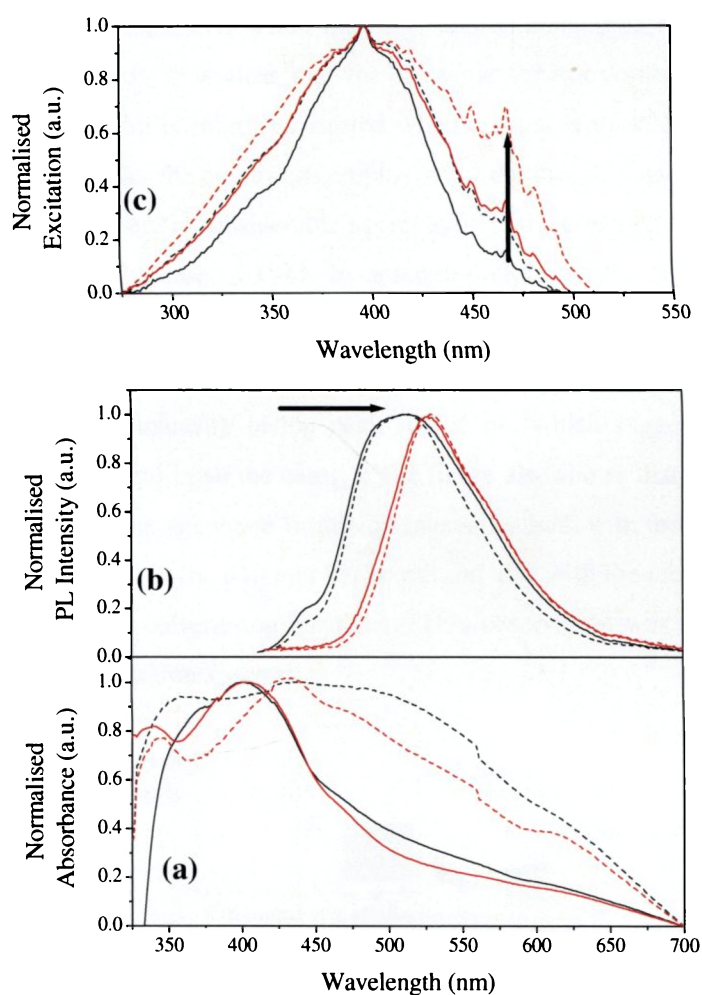 1.0
0.8
0.6
0.4
0.2
0.0
Normalised
Excitation (a.u.)
(c)
300 350 400 450 500 550
Wavelength (nm)
1.0
0.8
0.6
0.4
0.2
Normalised
PL Intensity (a.u.)
(b)
1.0
0.8
0.6
0.4
0.2
0.0
Normalised
Absorbance (a.u.)
(a)
350 400 450 500 550 600 650 700
Wavelength (nm)